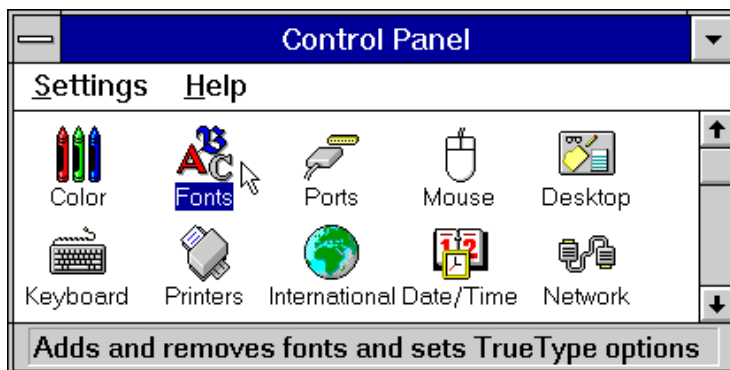 Control Panel
Settings Help
Color Fonts Ports Mouse Desktop
Keyboard Printers International Date/Time Network
Adds and removes fonts and sets TrueType options